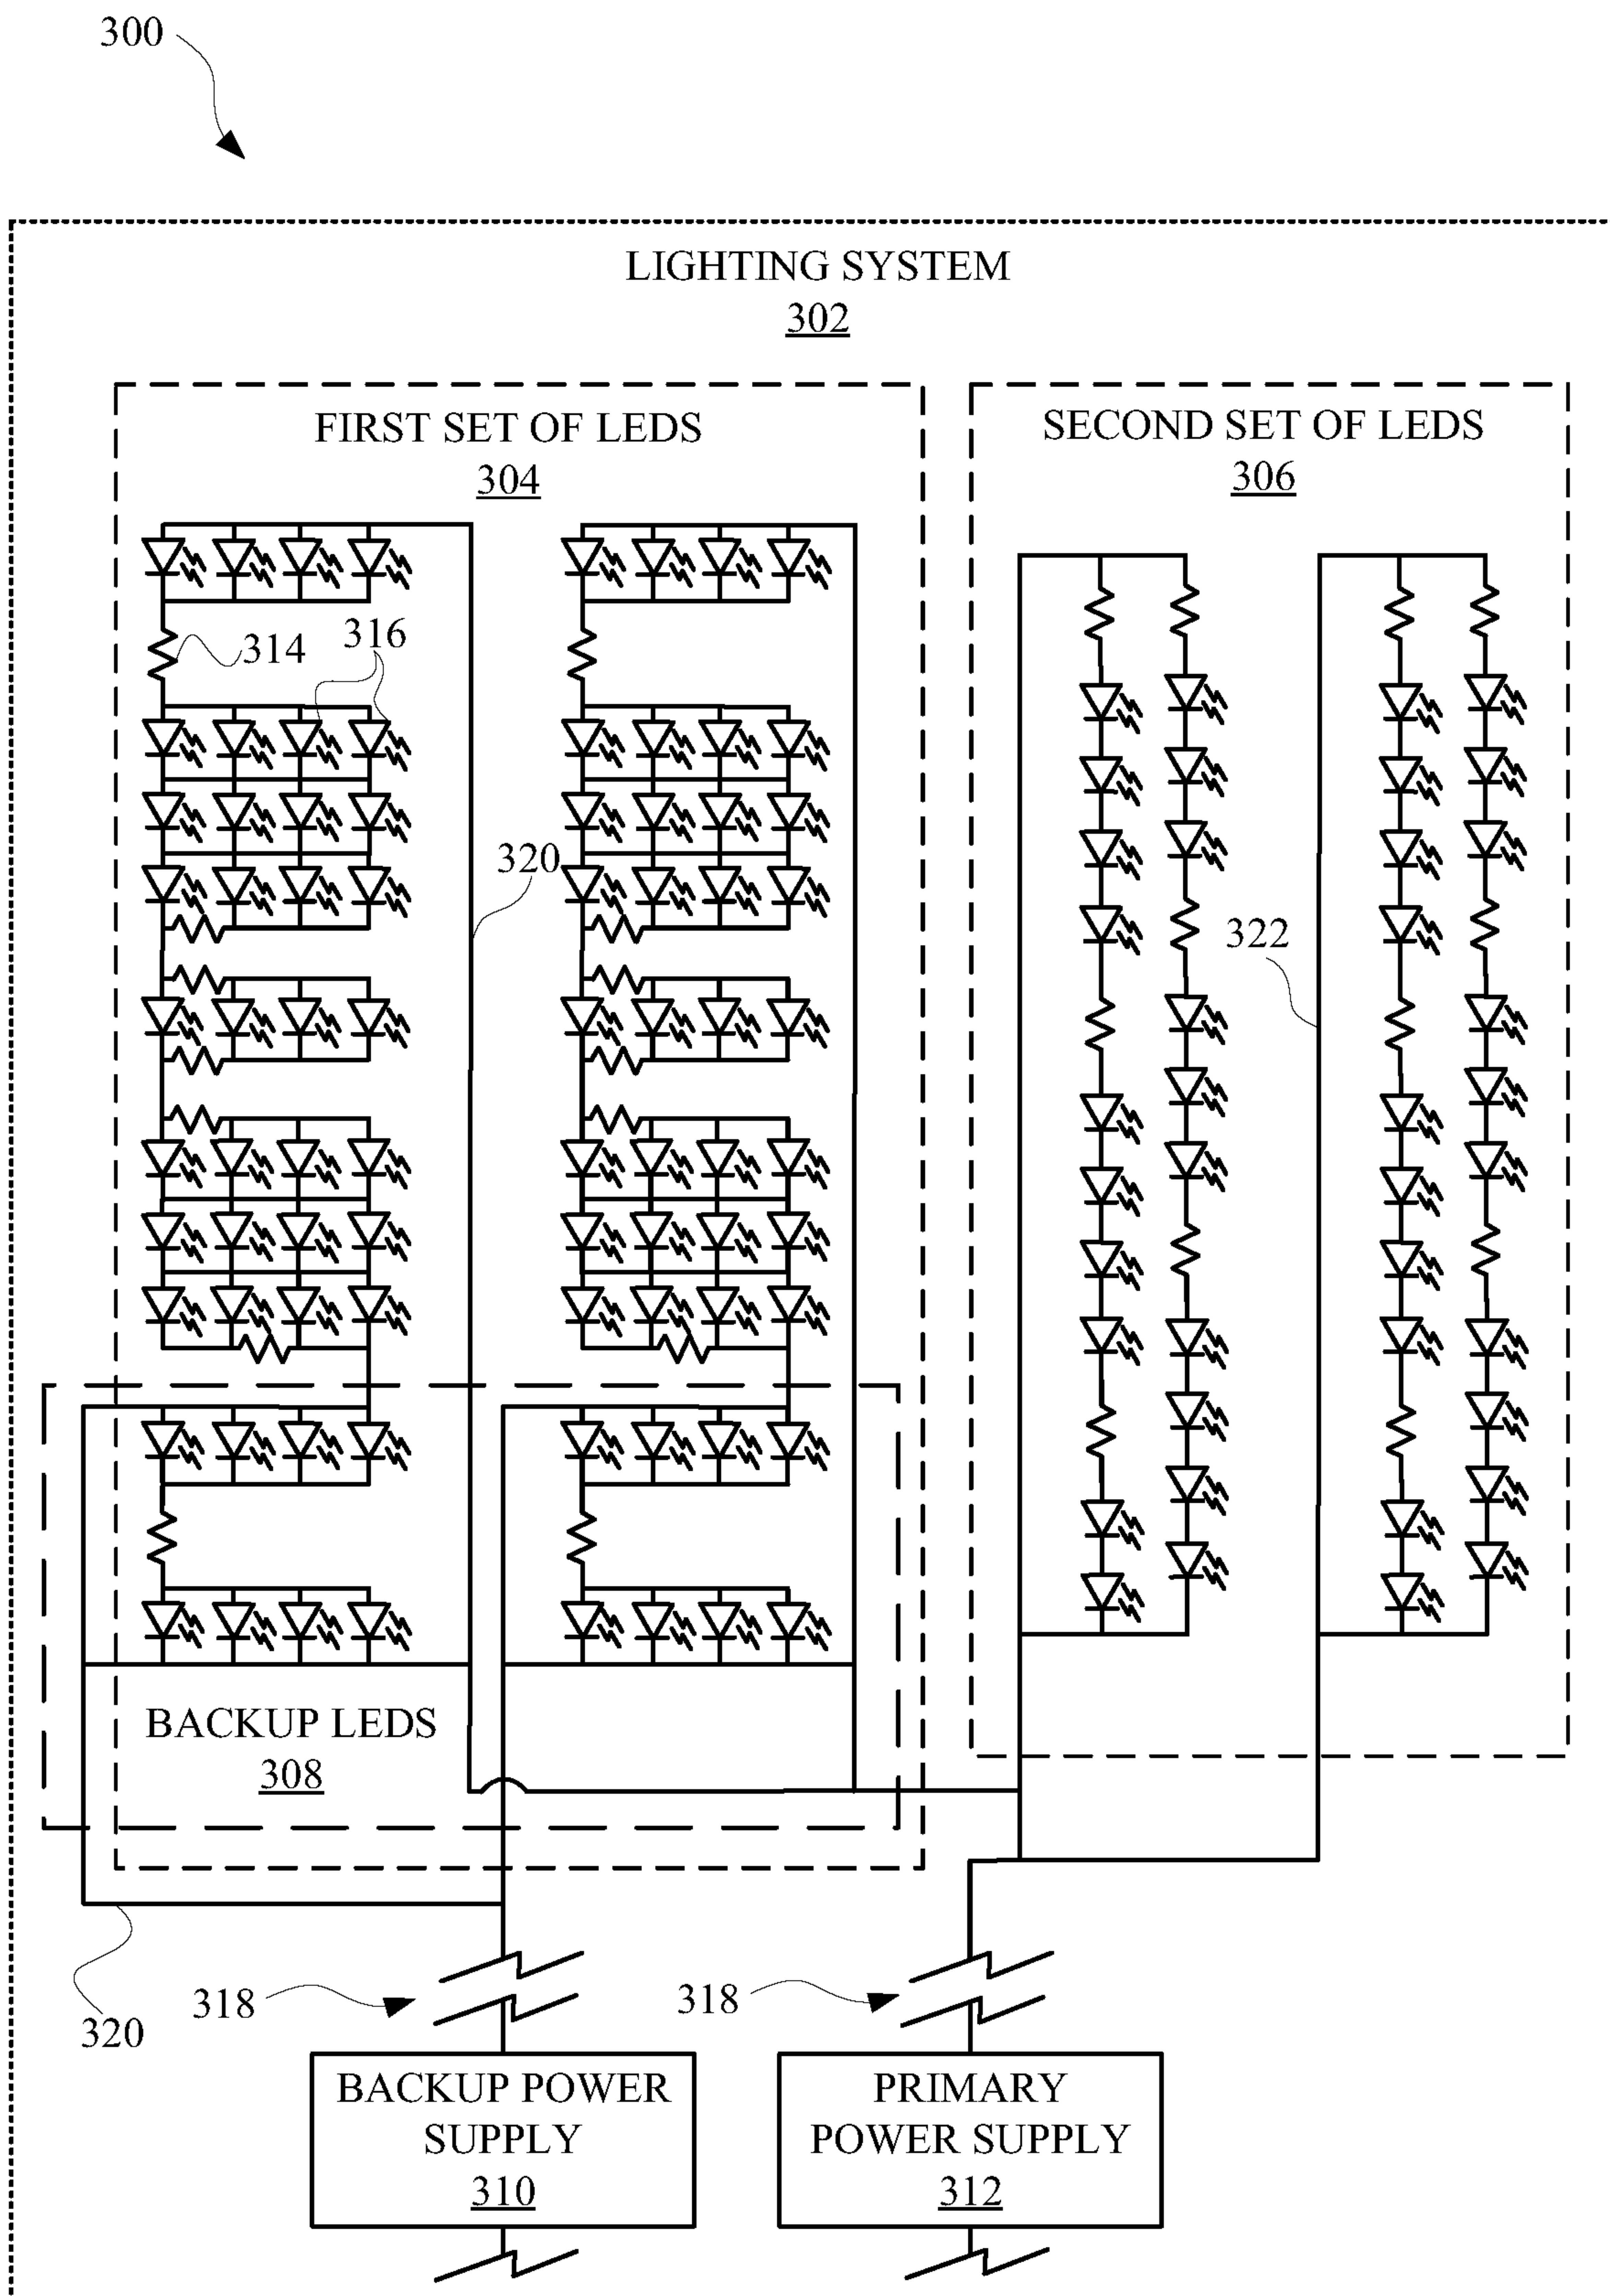 300
LIGHTING SYSTEM
302
FIRST SET OF LEDS
304
SECOND SET OF LEDS
306
314
316
320
322
BACKUP LEDS
308
318
318
320
BACKUP POWER
SUPPLY
310
PRIMARY
POWER SUPPLY
312